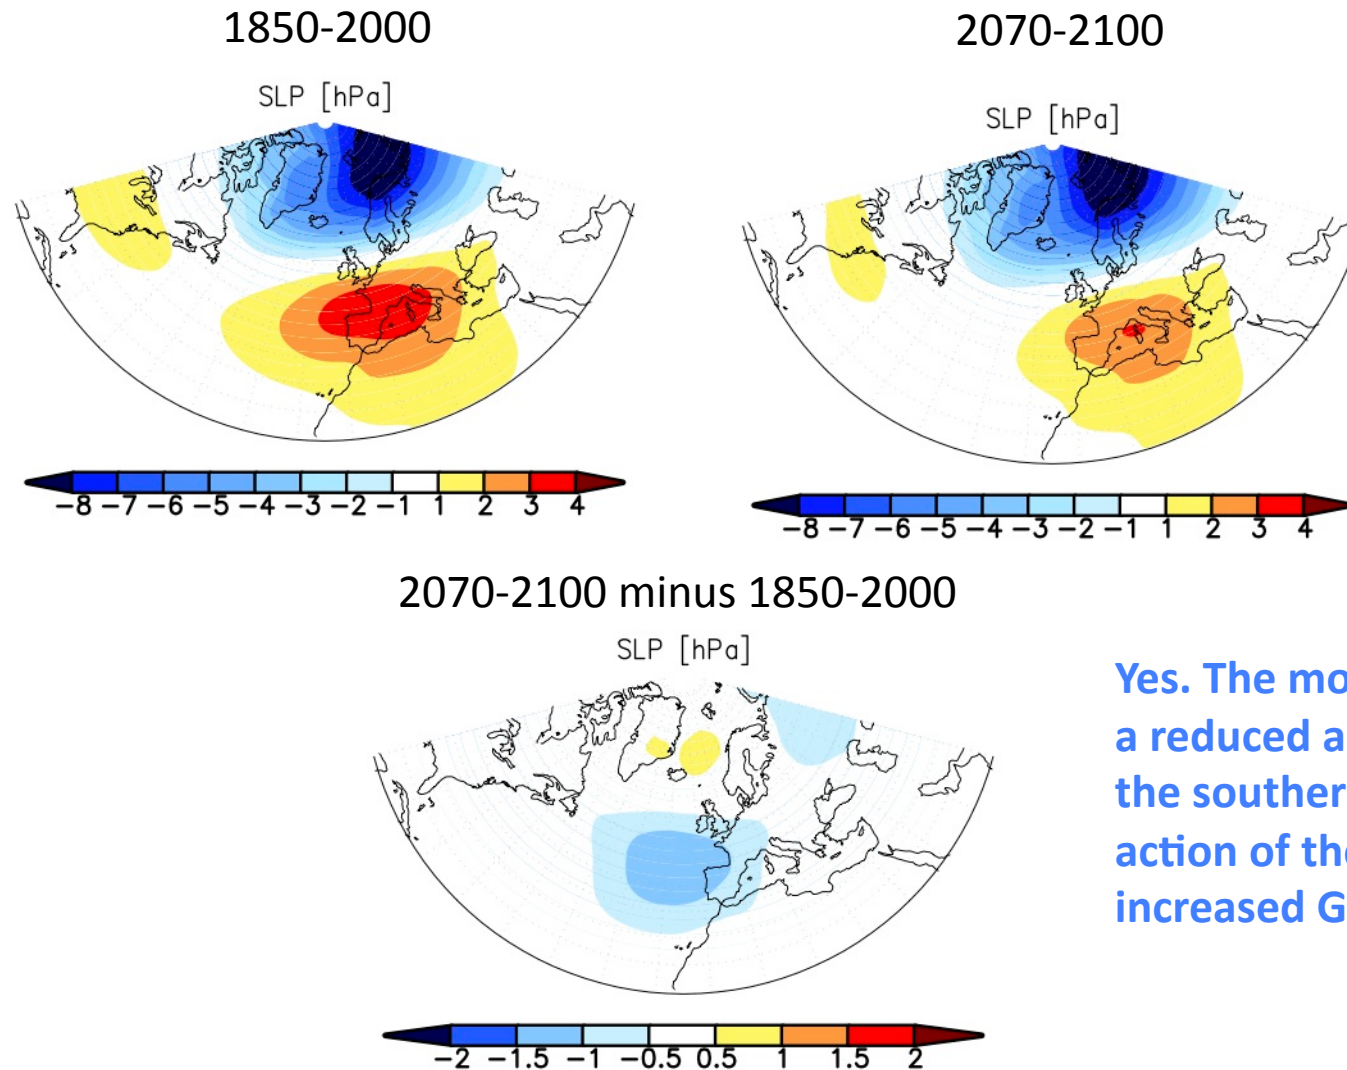 1850-2000
2070-2100
SLP [hPa]
SLP [hPa]
-8 -7 -6 -5 -4 -3 -2 -1 1 2 3 4
-8 -7 -6 -5 -4 -3 -2 -1 1 2 3 4
2070-2100 minus 1850-2000
SLP [hPa]
Yes. The
a reduced
the
action of
increased
-2 -1.5 -1 -0.5 0.5 1 1.5 2